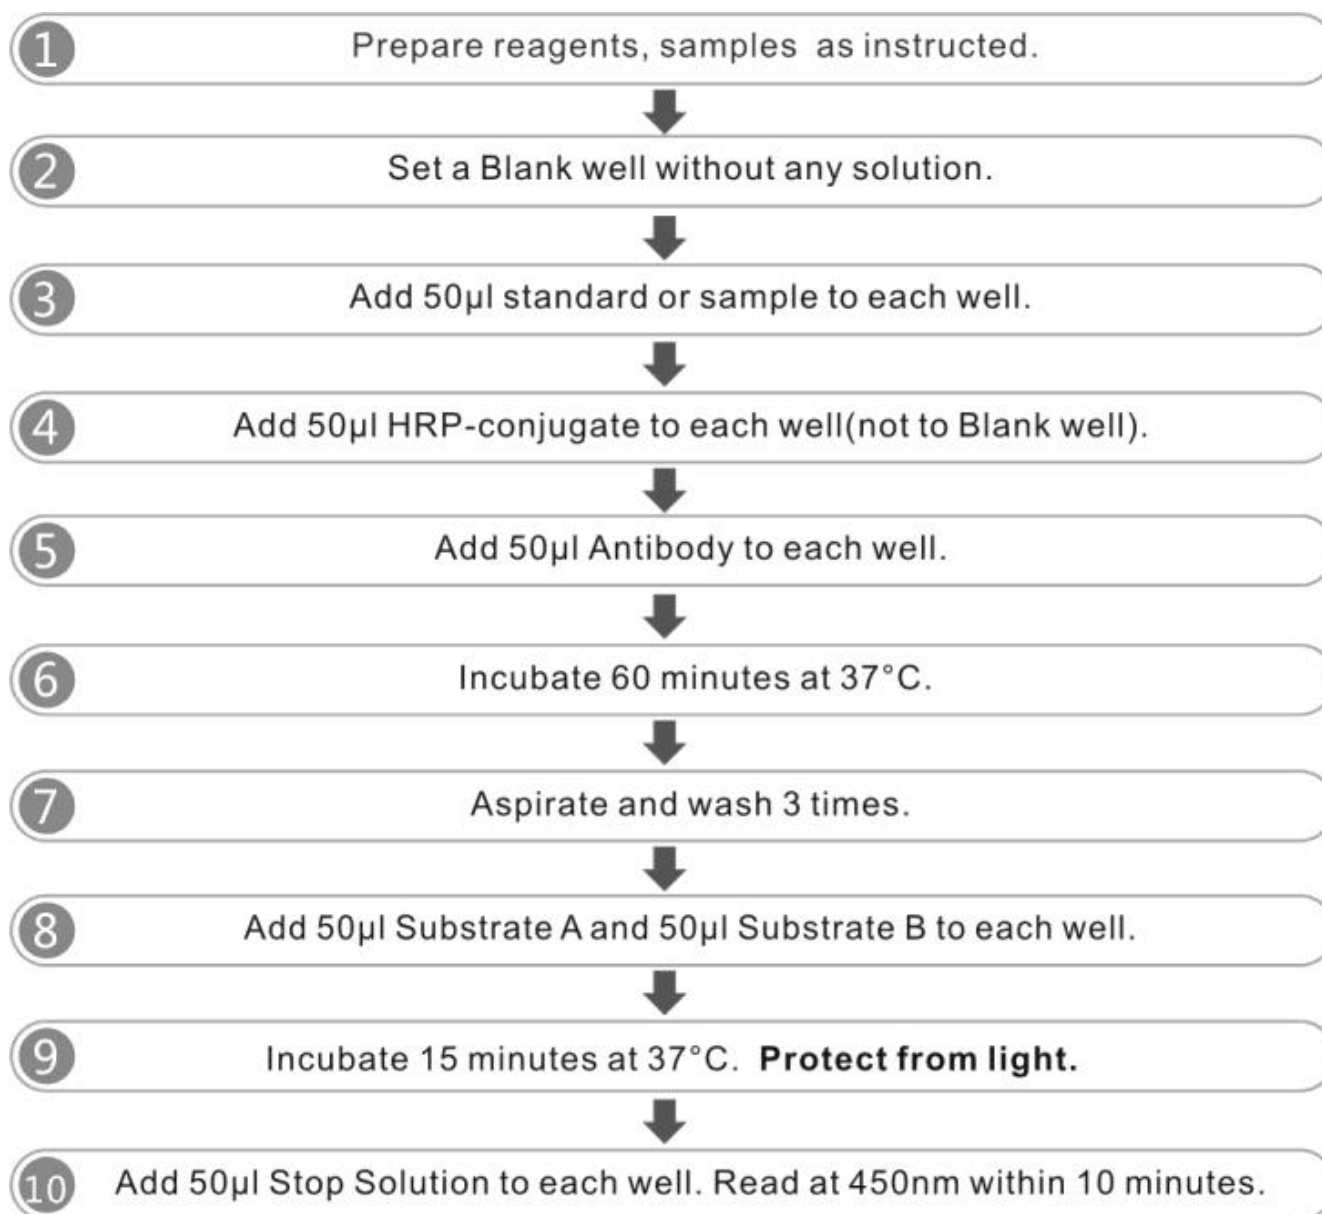 1 Prepare reagents, samples as instructed.
2 Set a Blank well without any solution.
3 Add 50µl standard or sample to each well.
4 Add 50µl HRP-conjugate to each well(not to Blank well).
5 Add 50µl Antibody to each well.
6 Incubate 60 minutes at 37°C.
7 Aspirate and wash 3 times.
8 Add 50µl Substrate A and 50µl Substrate B to each well.
9 Incubate 15 minutes at 37°C. Protect from light.
10 Add 50µl Stop Solution to each well. Read at 450nm within 10 minutes.